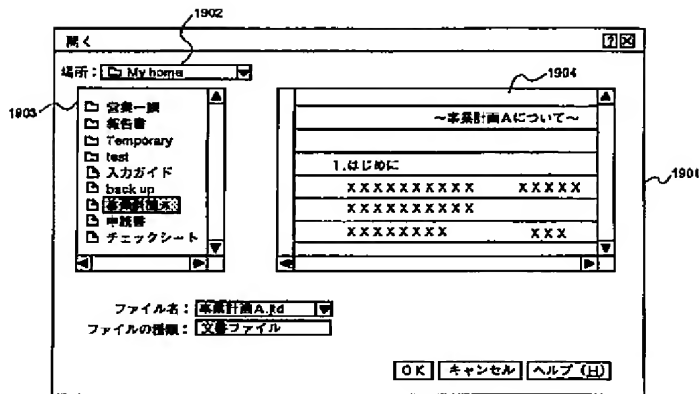 1902
開く
場所： My home
1904
1903
営業一課
報告書
Temporary
test
入力ガイド
back up
申請書
チェックシート
～事業計画Aについて～
1.はじめに
XXXXXXXXXX XXXXX
XXXXXXXXXX
XXXXXXXX XXX
1901
ファイル名： 事業計画A.jtd
ファイルの種類： 文書ファイル
OK キャンセル ヘルプ (H)